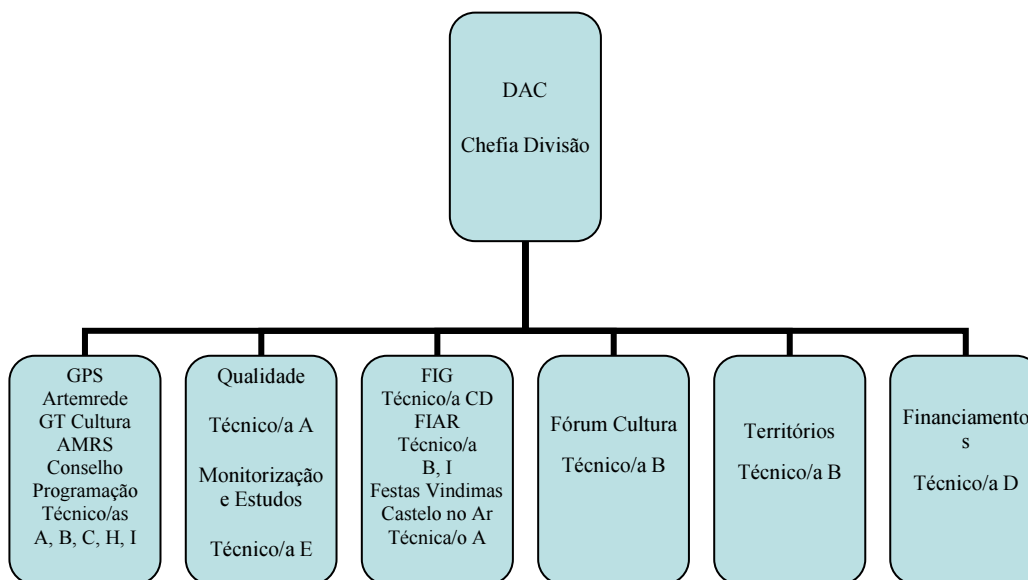 DAC
Chefia Divisão
GPS
Artemrede
GT Cultura
AMRS
Conselho
Programação
Técnico/as
A, B, C, H, I
Qualidade
Técnico/a A
Monitorização
e Estudos
Técnico/a E
FIG
Técnico/a CD
FIAR
Técnico/a
B, I
Festas Vindimas
Castelo no Ar
Técnica/o A
Fórum Cultura
Técnico/a B
Territórios
Técnico/a B
Financiamento
s
Técnico/a D